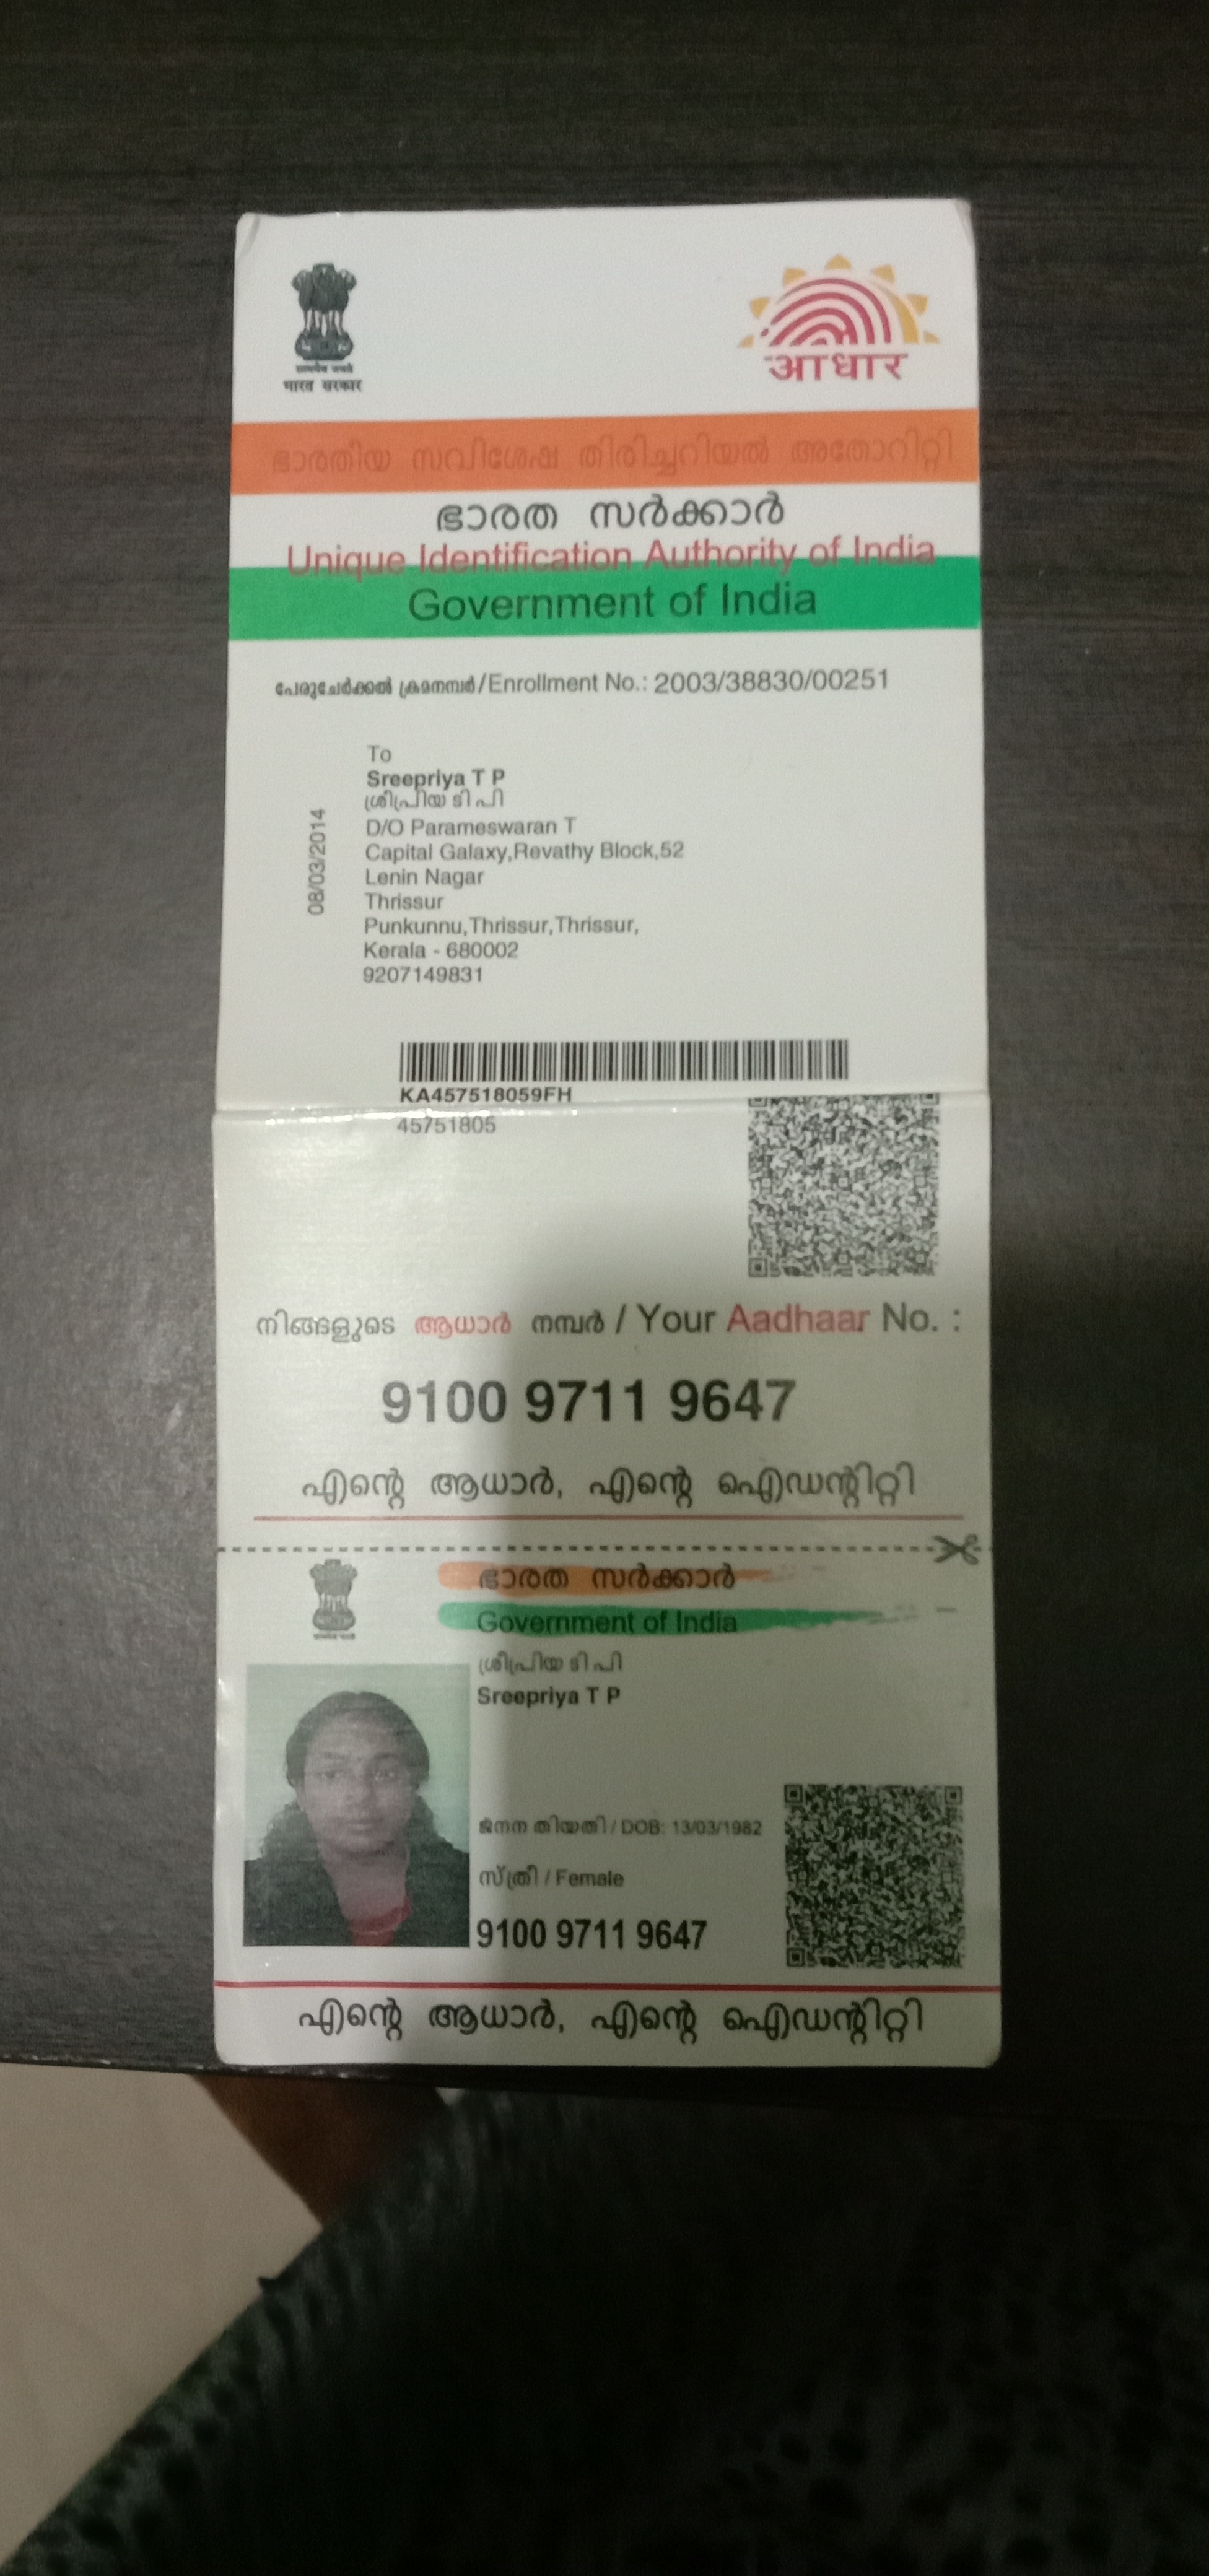 सत्यमेव जयते
भारत सरकार
आधार
ഭാരതീയ സവിശേഷ തിരിച്ചറിയൽ അതോറിറ്റി
ഭാരത സർക്കാർ
Unique Identification Authority of India
Government of India
പേരുചേർക്കൽ ക്രമനമ്പർ/Enrollment No.: 2003/38830/00251
08/03/2014
To
Sreepriya T P
ശ്രീപ്രിയ ടി പി
D/O Parameswaran T
Capital Galaxy,Revathy Block,52
Lenin Nagar
Thrissur
Punkunnu,Thrissur,Thrissur,
Kerala - 680002
9207149831
KA457518059FH
45751805
നിങ്ങളുടെ ആധാർ നമ്പർ / Your Aadhaar No. :
9100 9711 9647
എന്റെ ആധാർ, എന്റെ ഐഡന്റിറ്റി
ഭാരത സർക്കാർ
Government of India
ശ്രീപ്രിയ ടി പി
Sreepriya T P
ജനന തിയതി / DOB: 13/03/1982
സ്ത്രീ / Female
9100 9711 9647
എന്റെ ആധാർ, എന്റെ ഐഡന്റിറ്റി